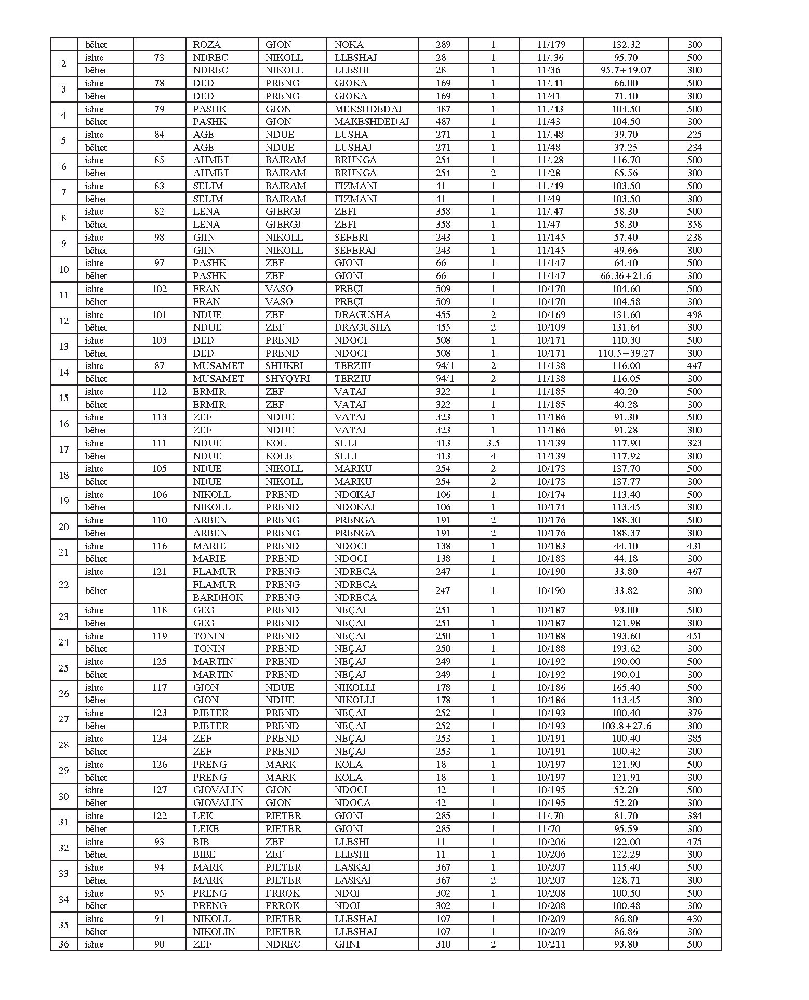 bëhet ROZA GJON NOKA 289 1 11/179 132.32 300
2 ishte 73 NDREC NIKOLL LLESHAJ 28 1 11/.36 95.70 500
bëhet NDREC NIKOLL LLESHI 28 1 11/36 95.7+49.07 300
3 ishte 78 DED PRENG GJOKA 169 1 11/.41 66.00 500
bëhet DED PRENG GJOKA 169 1 11/41 71.40 300
4 ishte 79 PASHK GJON MEKSHDEDAJ 487 1 11./43 104.50 500
bëhet PASHK GJON MAKESHDEDAJ 487 1 11/43 104.50 300
5 ishte 84 AGE NDUE LUSHA 271 1 11/.48 39.70 225
bëhet AGE NDUE LUSHAJ 271 1 11/48 37.25 234
6 ishte 85 AHMET BAJRAM BRUNGA 254 1 11/.28 116.70 500
bëhet AHMET BAJRAM BRUNGA 254 2 11/28 85.56 300
7 ishte 83 SELIM BAJRAM FIZMANI 41 1 11./49 103.50 500
bëhet SELIM BAJRAM FIZMANI 41 1 11/49 103.50 300
8 ishte 82 LENA GJERGJ ZEFI 358 1 11/.47 58.30 500
bëhet LENA GJERGJ ZEFI 358 1 11/47 58.30 358
9 ishte 98 GJIN NIKOLL SEFERI 243 1 11/145 57.40 238
bëhet GJIN NIKOLL SEFERAJ 243 1 11/145 49.66 300
10 ishte 97 PASHK ZEF GJONI 66 1 11/147 64.40 500
bëhet PASHK ZEF GJONI 66 1 11/147 66.36+21.6 300
11 ishte 102 FRAN VASO PREÇI 509 1 10/170 104.60 500
bëhet FRAN VASO PREÇI 509 1 10/170 104.58 300
12 ishte 101 NDUE ZEF DRAGUSHA 455 2 10/169 131.60 498
bëhet NDUE ZEF DRAGUSHA 455 2 10/109 131.64 300
13 ishte 103 DED PREND NDOCI 508 1 10/171 110.30 500
bëhet DED PREND NDOCI 508 1 10/171 110.5+39.27 300
14 ishte 87 MUSAMET SHUKRI TERZIU 94/1 2 11/138 116.00 447
bëhet MUSAMET SHYQYRI TERZIU 94/1 2 11/138 116.05 300
15 ishte 112 ERMIR ZEF VATAJ 322 1 11/185 40.20 500
bëhet ERMIR ZEF VATAJ 322 1 11/185 40.28 300
16 ishte 113 ZEF NDUE VATAJ 323 1 11/186 91.30 500
bëhet ZEF NDUE VATAJ 323 1 11/186 91.28 300
17 ishte 111 NDUE KOL SULI 413 3.5 11/139 117.90 323
bëhet NDUE KOLE SULI 413 4 11/139 117.92 300
18 ishte 105 NDUE NIKOLL MARKU 254 2 10/173 137.70 500
bëhet NDUE NIKOLL MARKU 254 2 10/173 137.77 300
19 ishte 106 NIKOLL PREND NDOKAJ 106 1 10/174 113.40 500
bëhet NIKOLL PREND NDOKAJ 106 1 10/174 113.45 300
20 ishte 110 ARBEN PRENG PRENGA 191 2 10/176 188.30 500
bëhet ARBEN PRENG PRENGA 191 2 10/176 188.37 300
21 ishte 116 MARIE PREND NDOCI 138 1 10/183 44.10 431
bëhet MARIE PREND NDOCI 138 1 10/183 44.18 300
22 ishte 121 FLAMUR PRENG NDRECA 247 1 10/190 33.80 467
bëhet FLAMUR PRENG NDRECA 247 1 10/190 33.82 300
BARDHOK PRENG NDRECA
23 ishte 118 GEG PREND NEÇAJ 251 1 10/187 93.00 500
bëhet GEG PREND NEÇAJ 251 1 10/187 121.98 300
24 ishte 119 TONIN PREND NEÇAJ 250 1 10/188 193.60 451
bëhet TONIN PREND NEÇAJ 250 1 10/188 193.62 300
25 ishte 125 MARTIN PREND NEÇAJ 249 1 10/192 190.00 500
bëhet MARTIN PREND NEÇAJ 249 1 10/192 190.01 300
26 ishte 117 GJON NDUE NIKOLLI 178 1 10/186 165.40 500
bëhet GJON NDUE NIKOLLI 178 1 10/186 143.45 300
27 ishte 123 PJETER PREND NEÇAJ 252 1 10/193 100.40 379
bëhet PJETER PREND NEÇAJ 252 1 10/193 103.8+27.6 300
28 ishte 124 ZEF PREND NEÇAJ 253 1 10/191 100.40 385
bëhet ZEF PREND NEÇAJ 253 1 10/191 100.42 300
29 ishte 126 PRENG MARK KOLA 18 1 10/197 121.90 500
bëhet PRENG MARK KOLA 18 1 10/197 121.91 300
30 ishte 127 GJOVALIN GJON NDOCI 42 1 10/195 52.20 500
bëhet GJOVALIN GJON NDOCA 42 1 10/195 52.20 300
31 ishte 122 LEK PJETER GJONI 285 1 11/.70 81.70 384
bëhet LEKE PJETER GJONI 285 1 11/70 95.59 300
32 ishte 93 BIB ZEF LLESHI 11 1 10/206 122.00 475
bëhet BIBE ZEF LLESHI 11 1 10/206 122.29 300
33 ishte 94 MARK PJETER LASKAJ 367 1 10/207 115.40 500
bëhet MARK PJETER LASKAJ 367 2 10/207 128.71 300
34 ishte 95 PRENG FRROK NDOJ 302 1 10/208 100.50 500
bëhet PRENG FRROK NDOJ 302 1 10/208 100.48 300
35 ishte 91 NIKOLL PJETER LLESHAJ 107 1 10/209 86.80 430
bëhet NIKOLIN PJETER LLESHAJ 107 1 10/209 86.86 300
36 ishte 90 ZEF NDREC GJINI 310 2 10/211 93.80 500